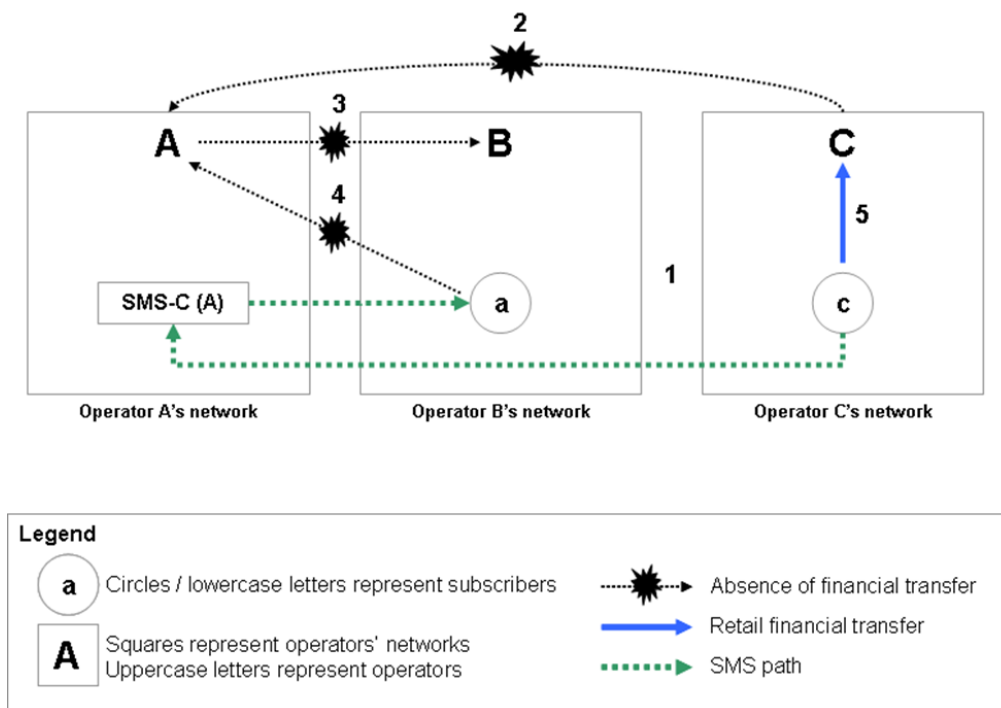 2
3
A
B
C
4
5
1
SMS-C (A)
a
c
Operator A's network
Operator B's network
Operator C's network
Legend
a
Circles / lowercase letters represent subscribers
Absence of financial transfer
A
Squares represent operators' networks
Uppercase letters represent operators
Retail financial transfer
SMS path